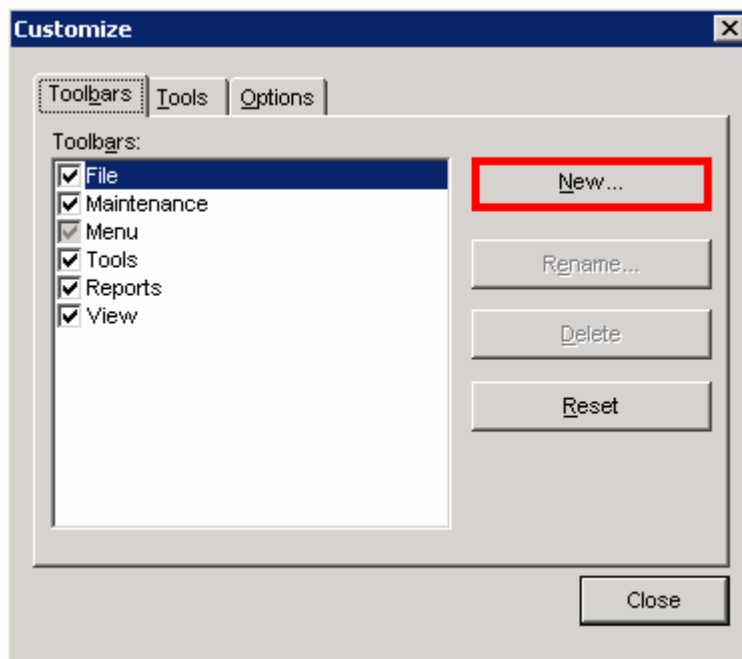 Customize
Toolbars Tools Options
Toolbars:
File
Maintenance
Menu
Tools
Reports
View
New...
Rename...
Delete
Reset
Close